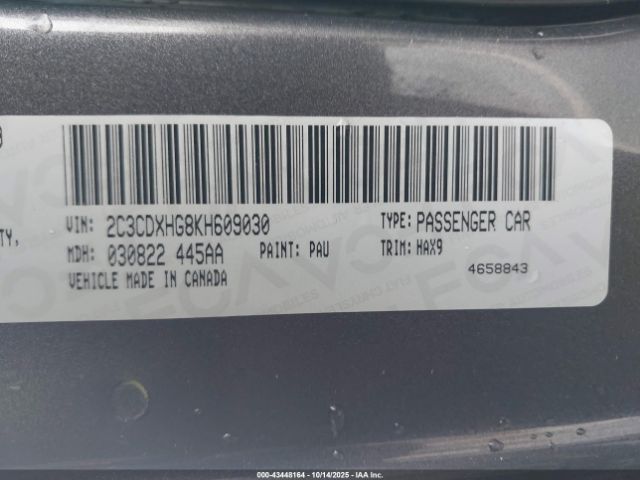 TY,
VIN: 2C3CDXHG8KH609030 TYPE: PASSENGER CAR
MDH: 030822 445AA PAINT: PAU TRIM: HAX9
VEHICLE MADE IN CANADA 4658843
000-43448164 - 10/14/2025 - IAA Inc.